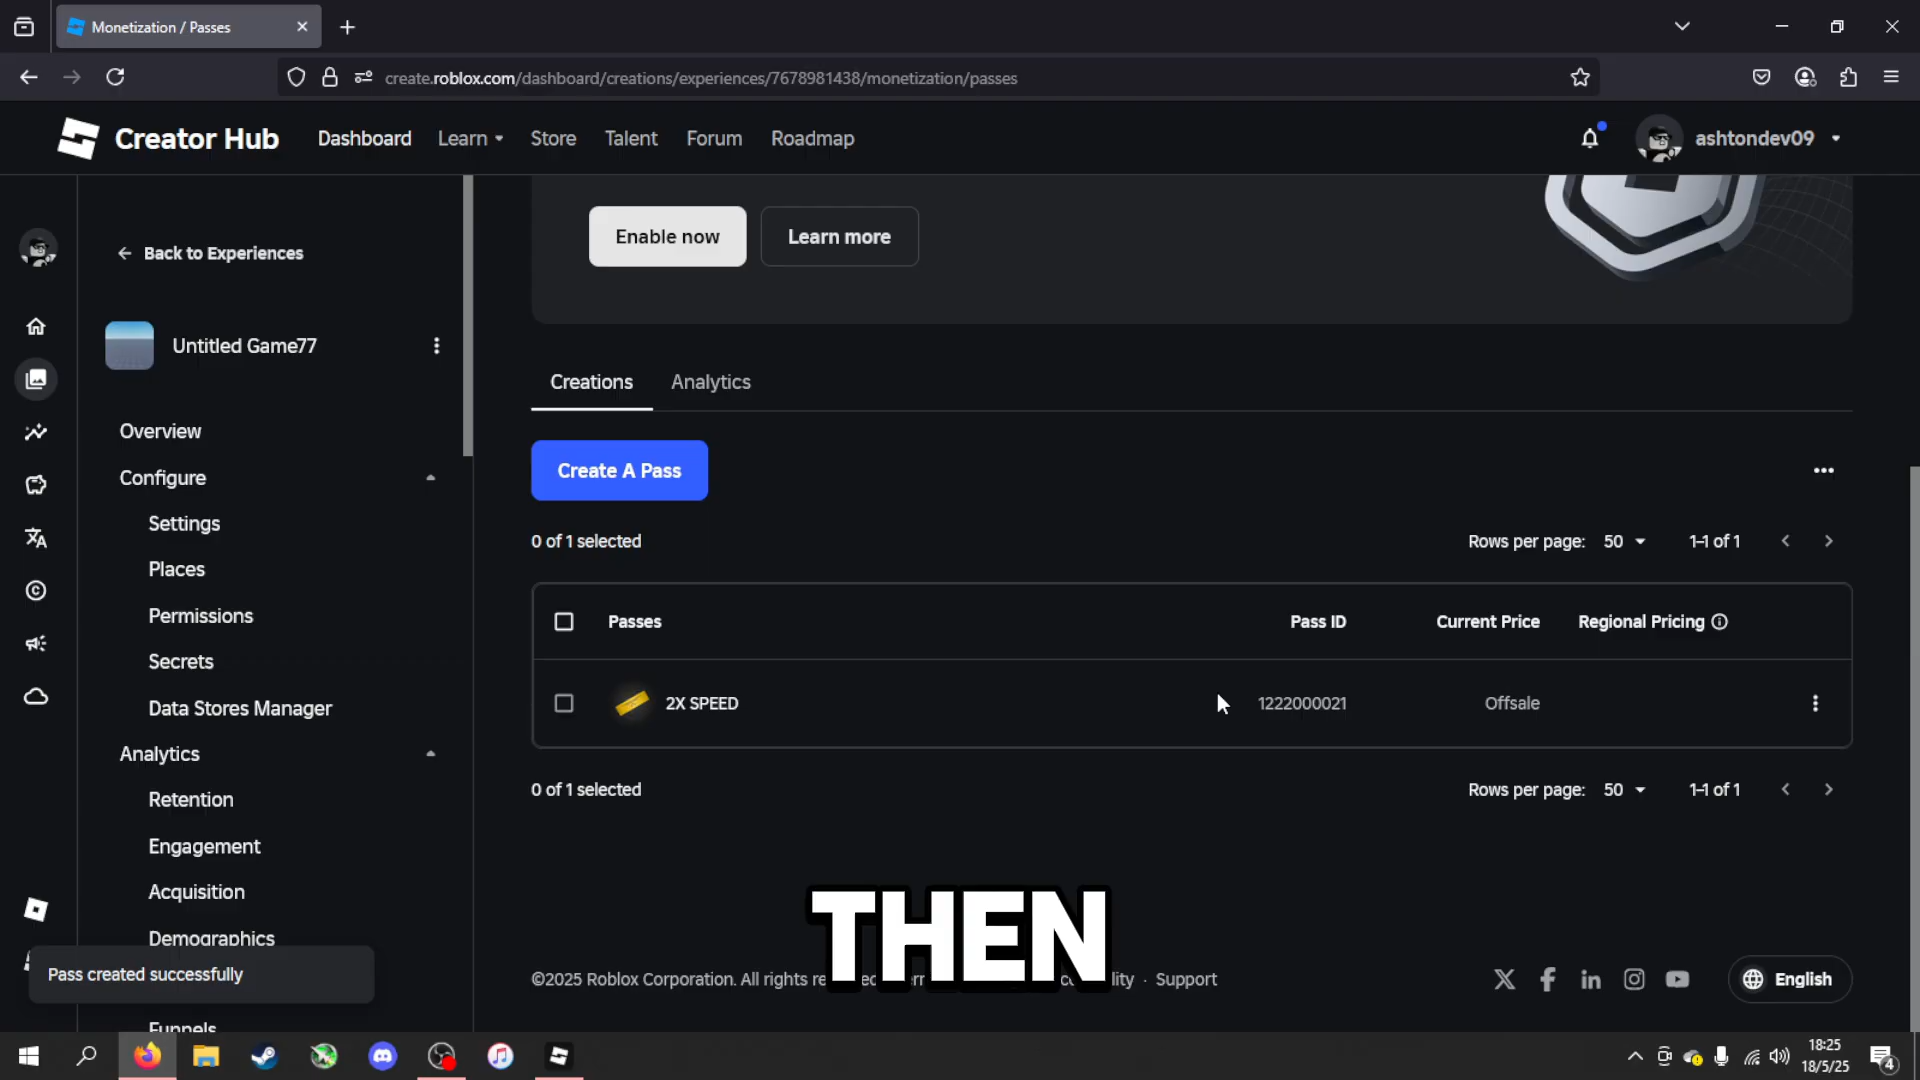 Monetization / Passes
create.roblox.com/dashboard/creations/experiences/7678981438/monetization/passes
Creator Hub
Dashboard
Learn
Store
Talent
Forum
Roadmap
ashtondev09
Back to Experiences
Untitled Game77
Overview
Configure
Settings
Places
Permissions
Secrets
Data Stores Manager
Analytics
Retention
Engagement
Acquisition
Demographics
Funnels
Pass created successfully
Enable now
Learn more
Creations
Analytics
Create A Pass
0 of 1 selected
Rows per page: 50
1-1 of 1
Passes
Pass ID
Current Price
Regional Pricing
2X SPEED
1222000021
Offsale
0 of 1 selected
Rows per page: 50
1-1 of 1
THEN
©2025 Roblox Corporation. All rights
Support
English
18:25
18/5/25
4